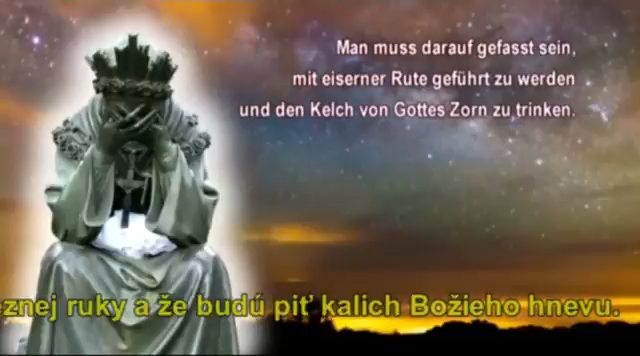 Man muss darauf gefasst sein,
mit eiserner Rute geführt zu werden
und den Kelch von Gottes Zorn zu trinken.
ruky a že budú piť kalich Božieho hnevu.